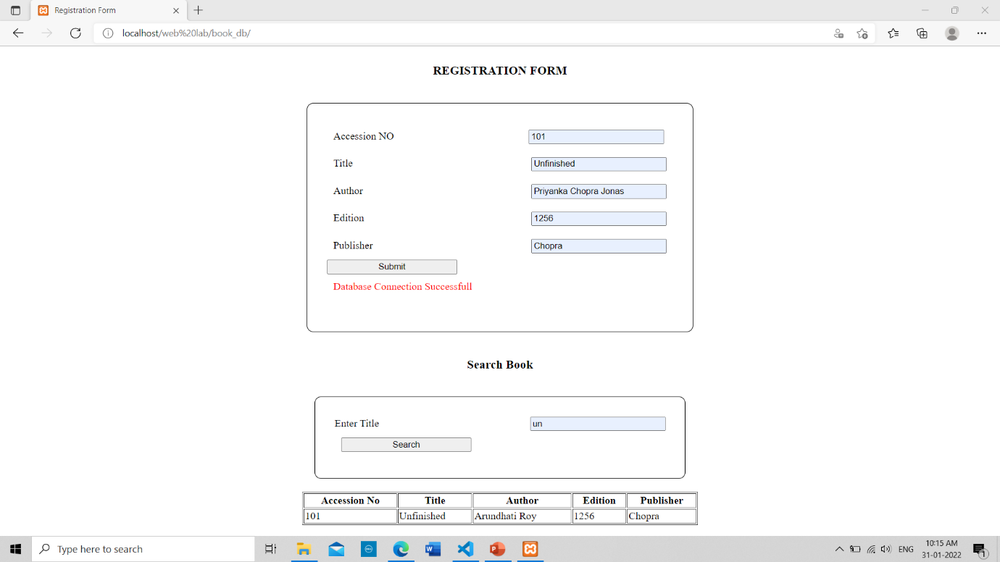 Registration Form
localhost/web%20lab/book_db/
REGISTRATION FORM
Accession NO 101
Title Unfinished
Author Priyanka Chopra Jonas
Edition 1256
Publisher Chopra
Submit
Database Connection Successfull
Search Book
Enter Title un
Search
Accession No Title Author Edition Publisher
101 Unfinished Arundhati Roy 1256 Chopra
Type here to search
ENG
10:15 AM
31-01-2022
1